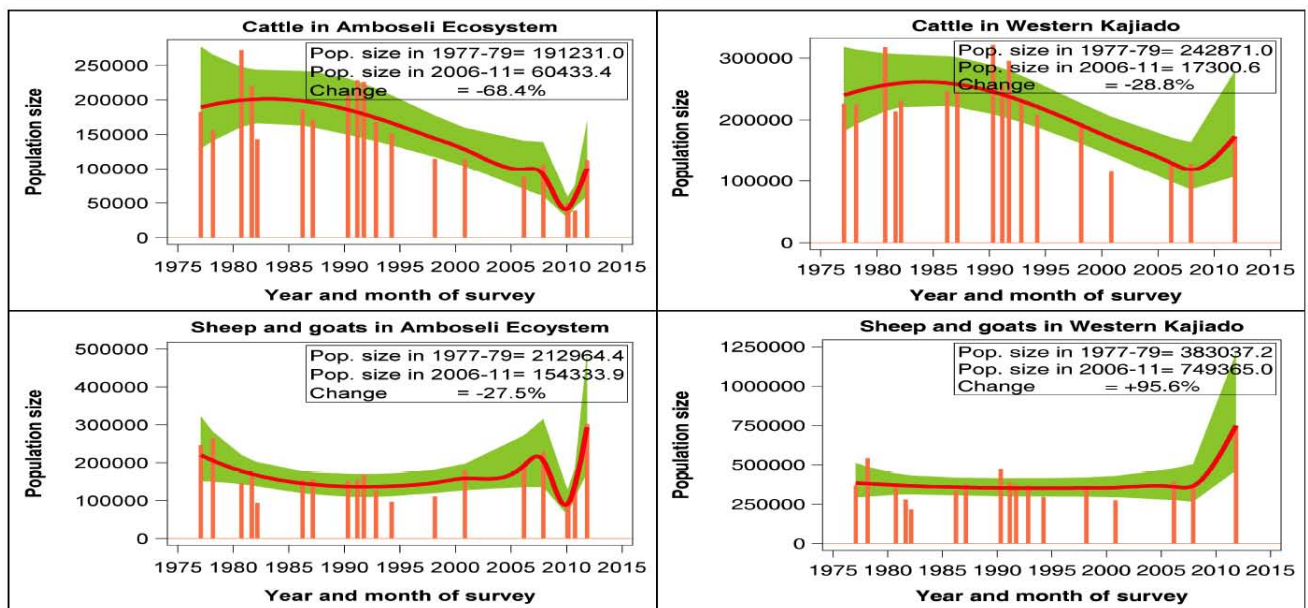 Cattle in Amboseli Ecosystem
Pop. size in 1977-79= 191231.0
Pop. size in 2006-11= 60433.4
Change = -68.4%
Population size
250000
200000
150000
100000
50000
0
1975 1980 1985 1990 1995 2000 2005 2010 2015
Year and month of survey
Cattle in Western Kajiado
Pop. size in 1977-79= 242871.0
Pop. size in 2006-11= 17300.6
Change = -28.8%
Population size
300000
200000
100000
0
1975 1980 1985 1990 1995 2000 2005 2010 2015
Year and month of survey
Sheep and goats in Amboseli Ecoystem
Pop. size in 1977-79= 212964.4
Pop. size in 2006-11= 154333.9
Change = -27.5%
Population size
500000
400000
300000
200000
100000
0
1975 1980 1985 1990 1995 2000 2005 2010 2015
Year and month of survey
Sheep and goats in Western Kajiado
Pop. size in 1977-79= 383037.2
Pop. size in 2006-11= 749365.0
Change = +95.6%
Population size
1250000
1000000
750000
500000
250000
0
1975 1980 1985 1990 1995 2000 2005 2010 2015
Year and month of survey